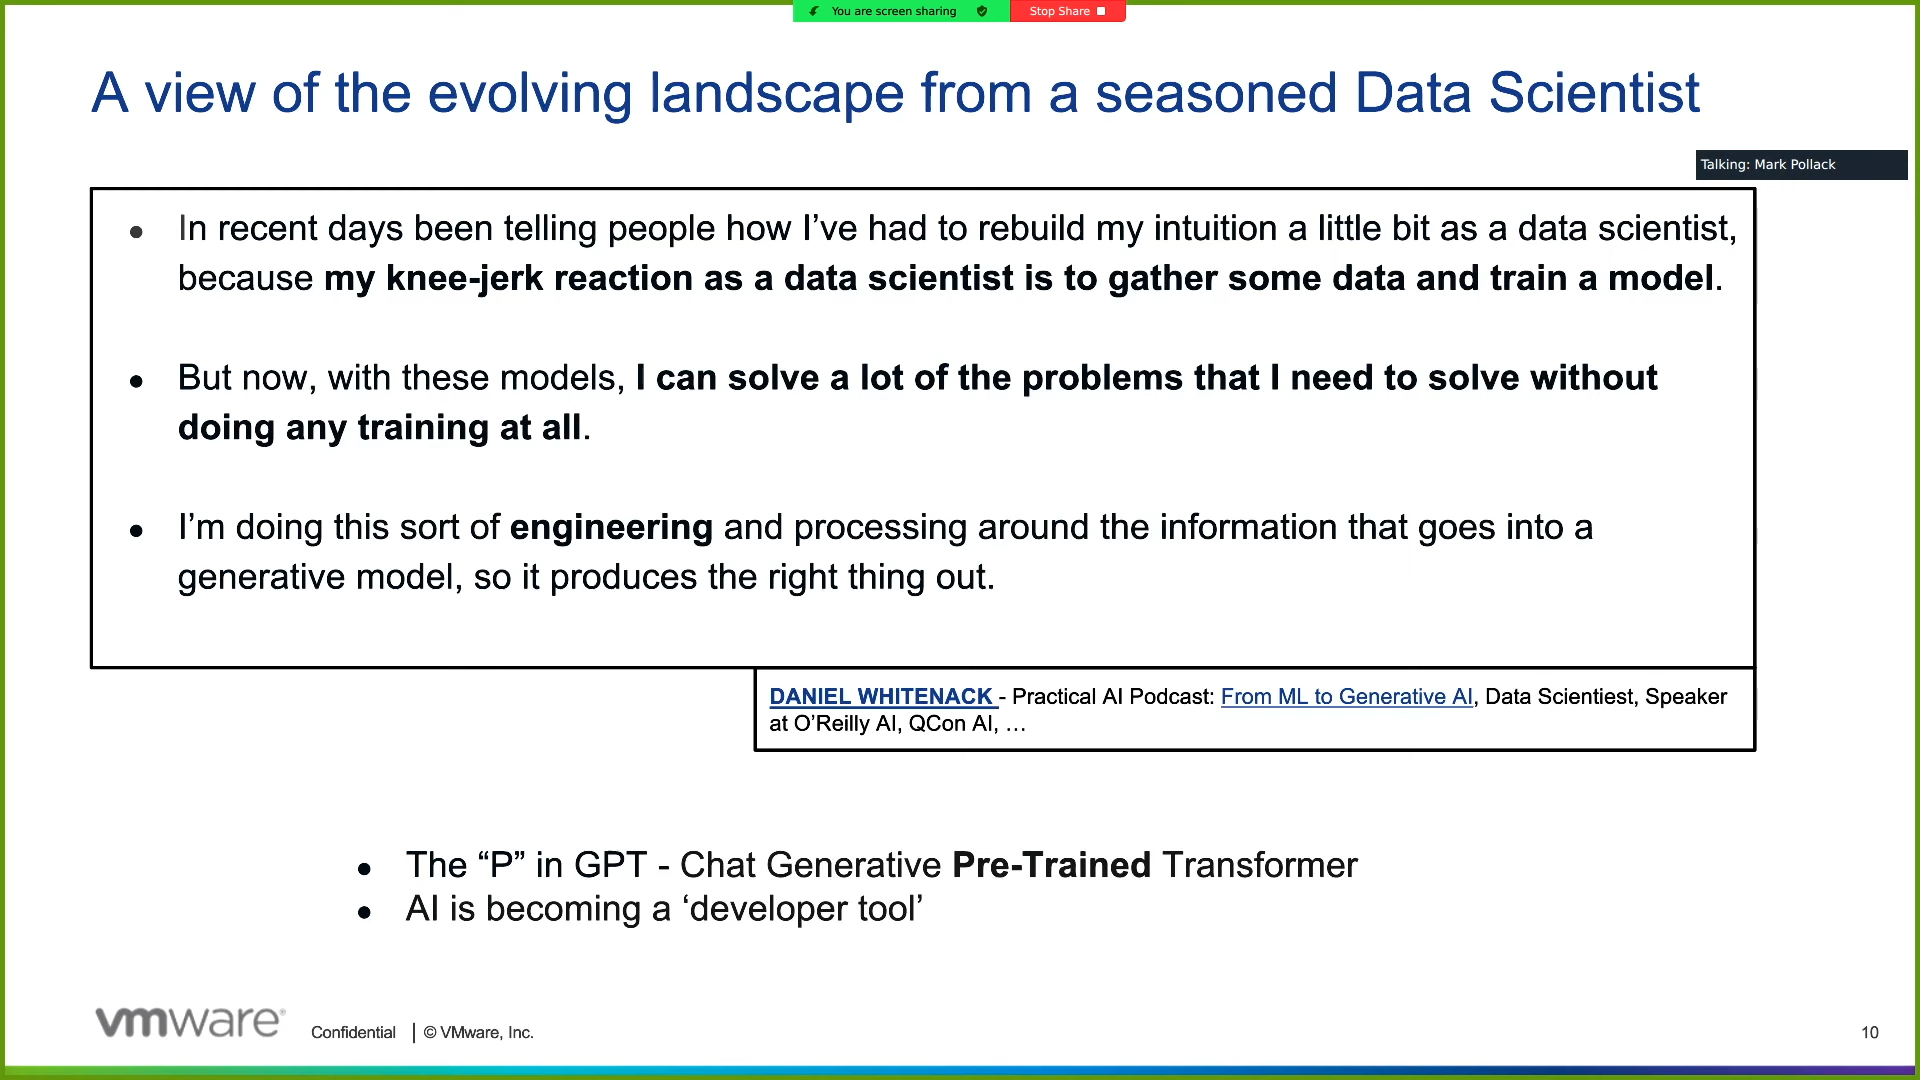 You are screen sharing
Stop Share
A view of the evolving landscape from a seasoned Data Scientist
Talking: Mark Pollack
● In recent days been telling people how I’ve had to rebuild my intuition a little bit as a data scientist,
because my knee-jerk reaction as a data scientist is to gather some data and train a model.
● But now, with these models, I can solve a lot of the problems that I need to solve without
doing any training at all.
● I’m doing this sort of engineering and processing around the information that goes into a
generative model, so it produces the right thing out.
DANIEL WHITENACK - Practical AI Podcast: From ML to Generative AI, Data Scientiest, Speaker
at O’Reilly AI, QCon AI, …
● The “P” in GPT - Chat Generative Pre-Trained Transformer
● AI is becoming a ‘developer tool’
vmware®
Confidential | © VMware, Inc.
10